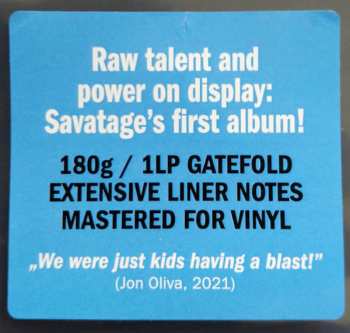 Raw talent and
power on display:
Savatage's first album!
180g / 1LP GATEFOLD
EXTENSIVE LINER NOTES
MASTERED FOR VINYL
„We were just kids having a blast!"
(Jon Oliva, 2021)